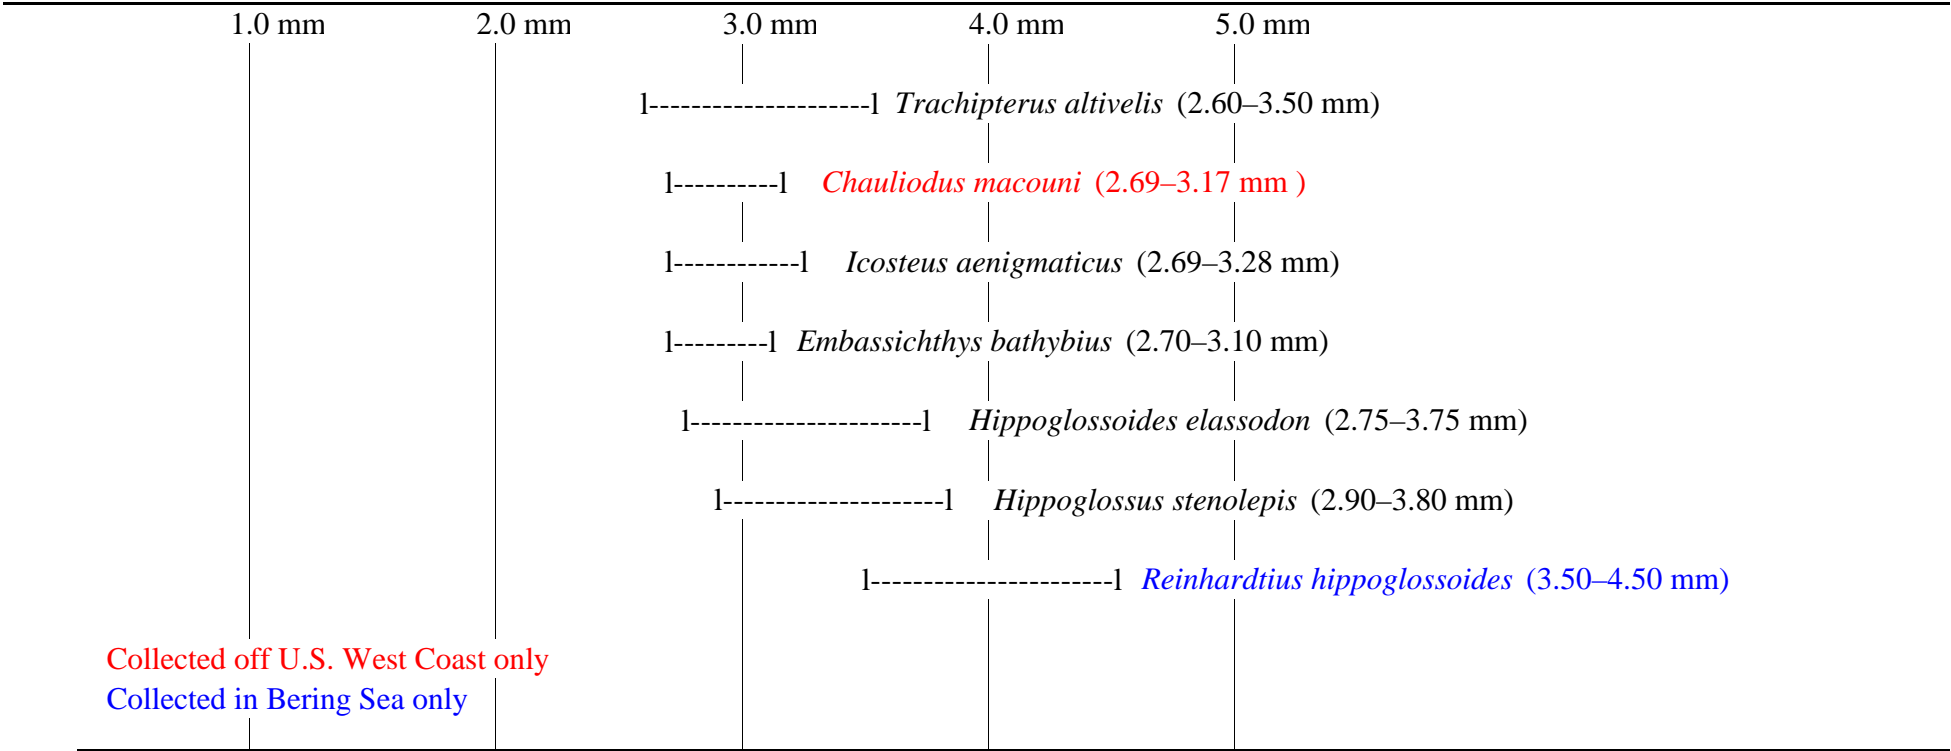 1.0 mm 2.0 mm 3.0 mm 4.0 mm 5.0 mm
l---------------------l Trachipterus altivelis (2.60–3.50 mm)
l----------l Chauliodus macouni (2.69–3.17 mm )
l------------l Icosteus aenigmaticus (2.69–3.28 mm)
l---------l Embassichthys bathybius (2.70–3.10 mm)
l----------------------l Hippoglossoides elassodon (2.75–3.75 mm)
l---------------------l Hippoglossus stenolepis (2.90–3.80 mm)
l-----------------------l Reinhardtius hippoglossoides (3.50–4.50 mm)
Collected off U.S. West Coast only
Collected in Bering Sea only